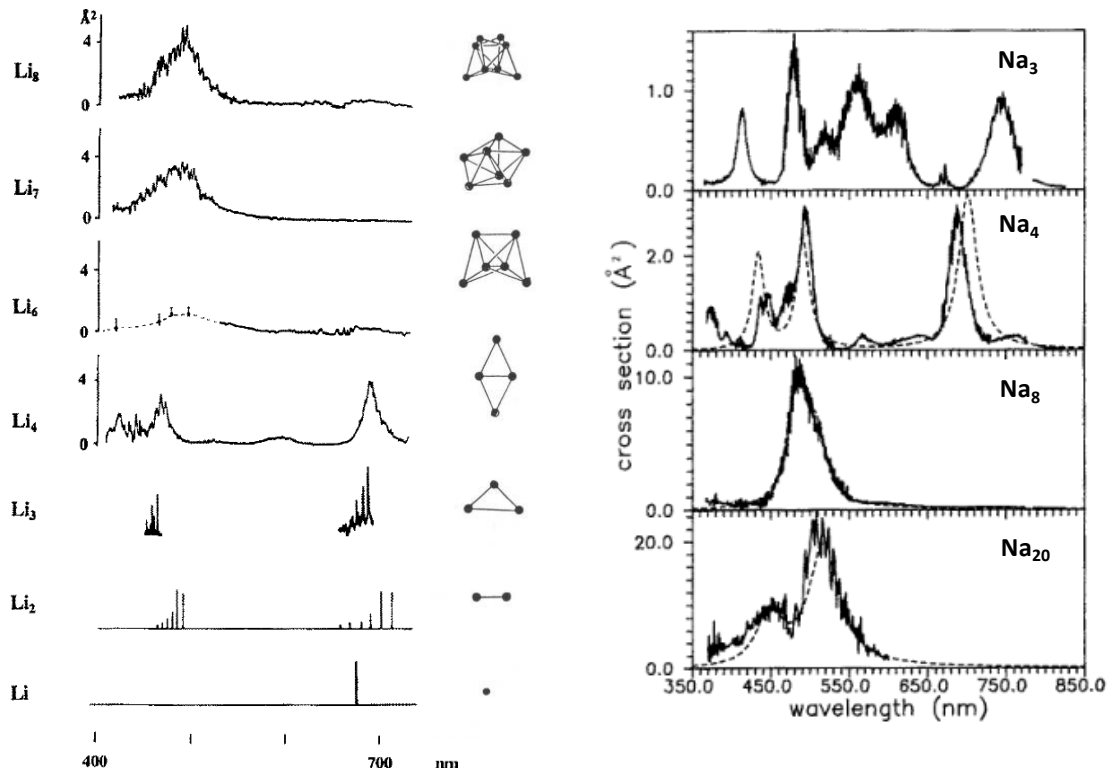 Å²
4
Li₈
0
4
Li₇
0
4
Li₆
0
4
Li₄
0
Li₃
Li₂
Li
400
700
nm
Na₃
1.0
0.0
Na₄
2.0
0.0
Na₈
10.0
0.0
Na₂₀
20.0
0.0
cross section (Å²)
350.0 450.0 550.0 650.0 750.0 850.0
wavelength (nm)